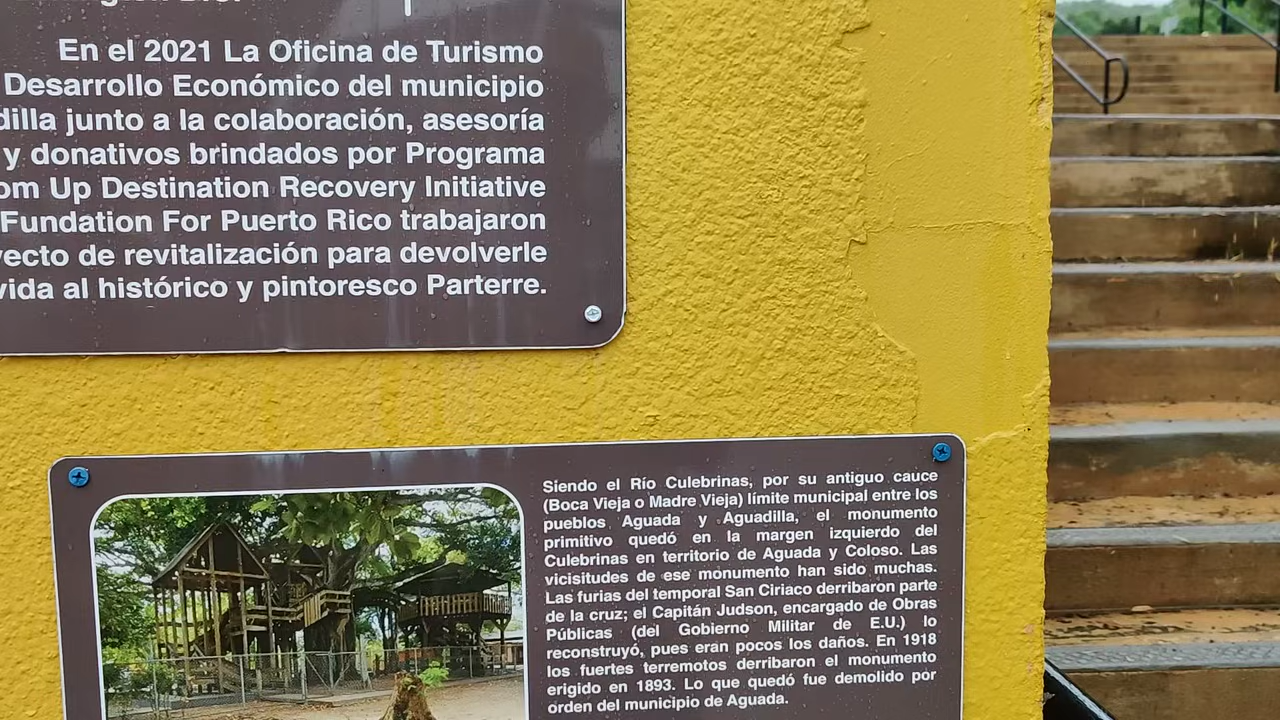 En el 2021 La Oficina de Turismo
Desarrollo Económico del municipio
junto a la colaboración, asesoría
y donativos brindados por Programa
Up Destination Recovery Initiative
Fundation For Puerto Rico trabajaron
de revitalización para devolverle
vida al histórico y pintoresco Parterre.
Siendo el Río Culebrinas, por su antiguo cauce
(Boca Vieja o Madre Vieja) límite municipal entre los
pueblos Aguada y Aguadilla, el monumento
primitivo quedó en la margen izquierdo del
Culebrinas en territorio de Aguada y Coloso. Las
vicisitudes de ese monumento han sido muchas.
Las furias del temporal San Ciriaco derribaron parte
de la cruz; el Capitán Judson, encargado de Obras
Públicas (del Gobierno Militar de E.U.) lo
reconstruyó, pues eran pocos los daños. En 1918
los fuertes terremotos derribaron el monumento
erigido en 1893. Lo que quedó fue demolido por
orden del municipio de Aguada.